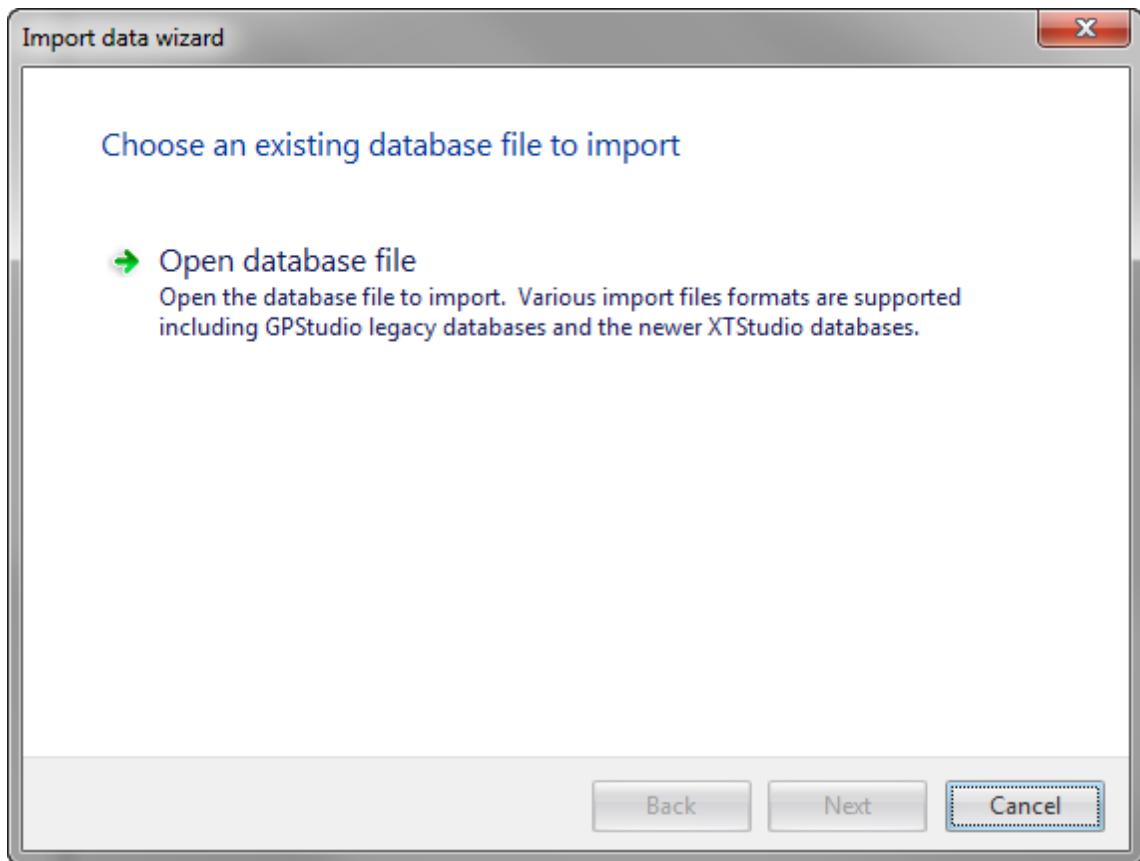 Import data wizard
Choose an existing database file to import
Open database file
Open the database file to import.  Various import files formats are supported
including GPStudio legacy databases and the newer XTStudio databases.
Back
Next
Cancel